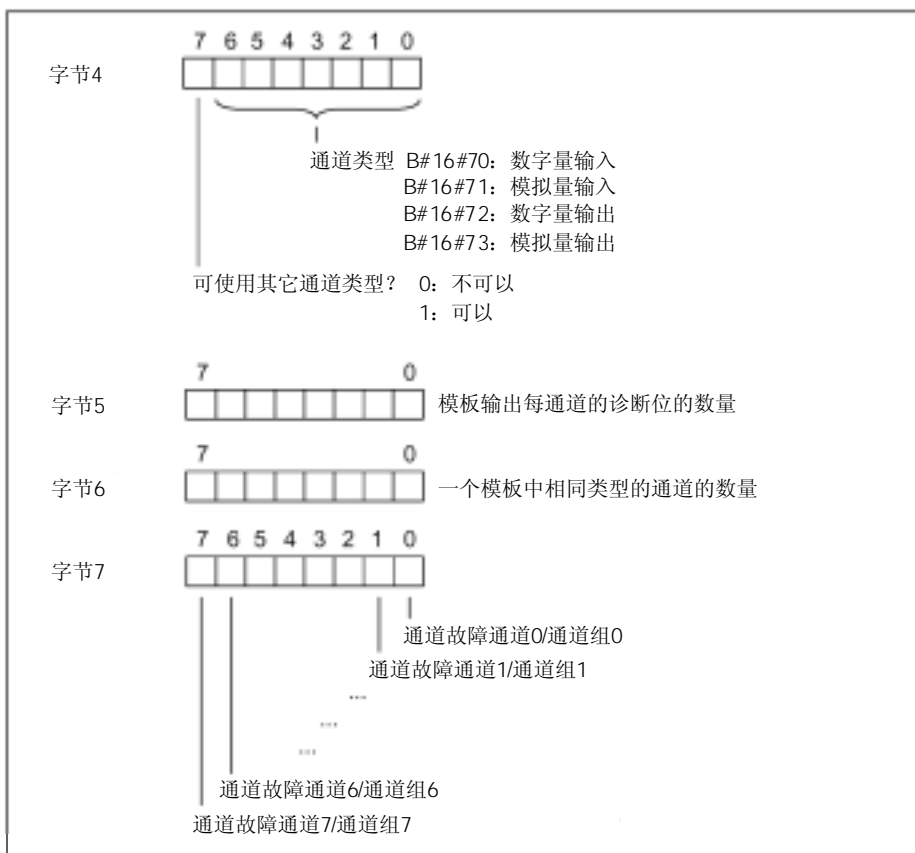 7 6 5 4 3 2 1 0
字节4
通道类型 B#16#70：数字量输入
B#16#71：模拟量输入
B#16#72：数字量输出
B#16#73：模拟量输出
可使用其它通道类型？ 0：不可以
1：可以
7 0
字节5 模板输出每通道的诊断位的数量
7 0
字节6 一个模板中相同类型的通道的数量
7 6 5 4 3 2 1 0
字节7
通道故障通道0/通道组0
通道故障通道1/通道组1
...
...
...
通道故障通道6/通道组6
通道故障通道7/通道组7